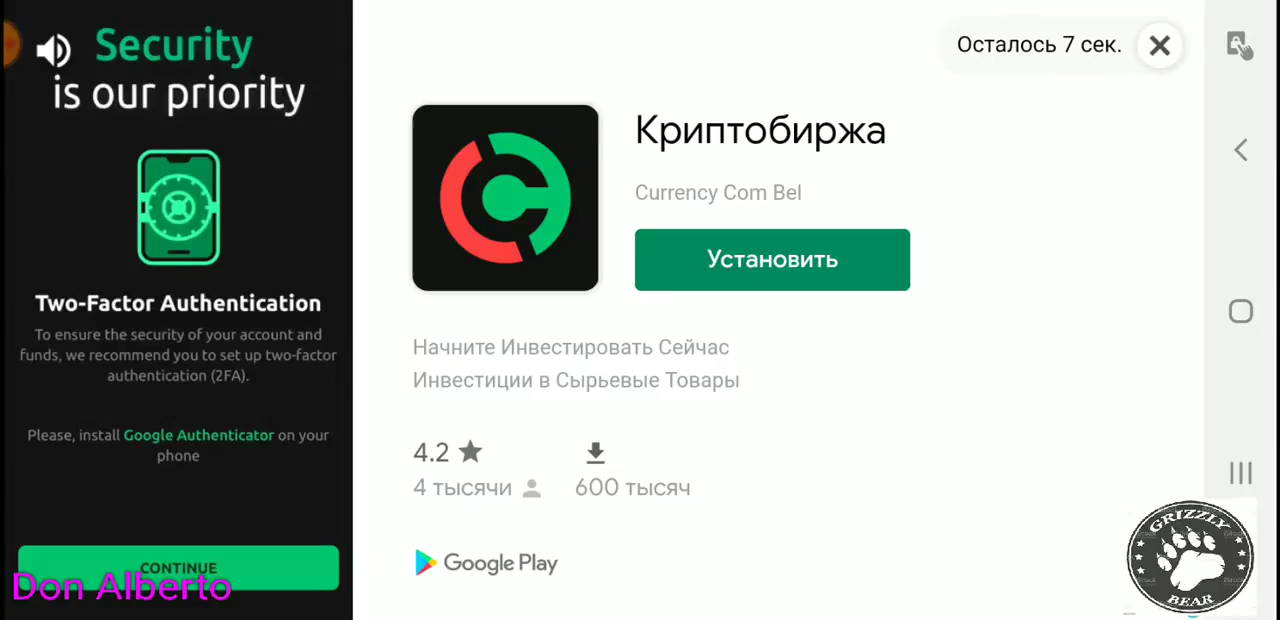 Security
is our priority
Two-Factor Authentication
To ensure the security of your account and
funds, we recommend you to set up two-factor
authentication (2FA).
Please, install Google Authenticator on your
phone
CONTINUE
Don Alberto
Осталось 7 сек.
Криптобиржа
Currency Com Bel
Установить
Начните Инвестировать Сейчас
Инвестиции в Сырьевые Товары
4.2
4 тысячи
600 тысяч
Google Play
GRIZZLY
BEAR